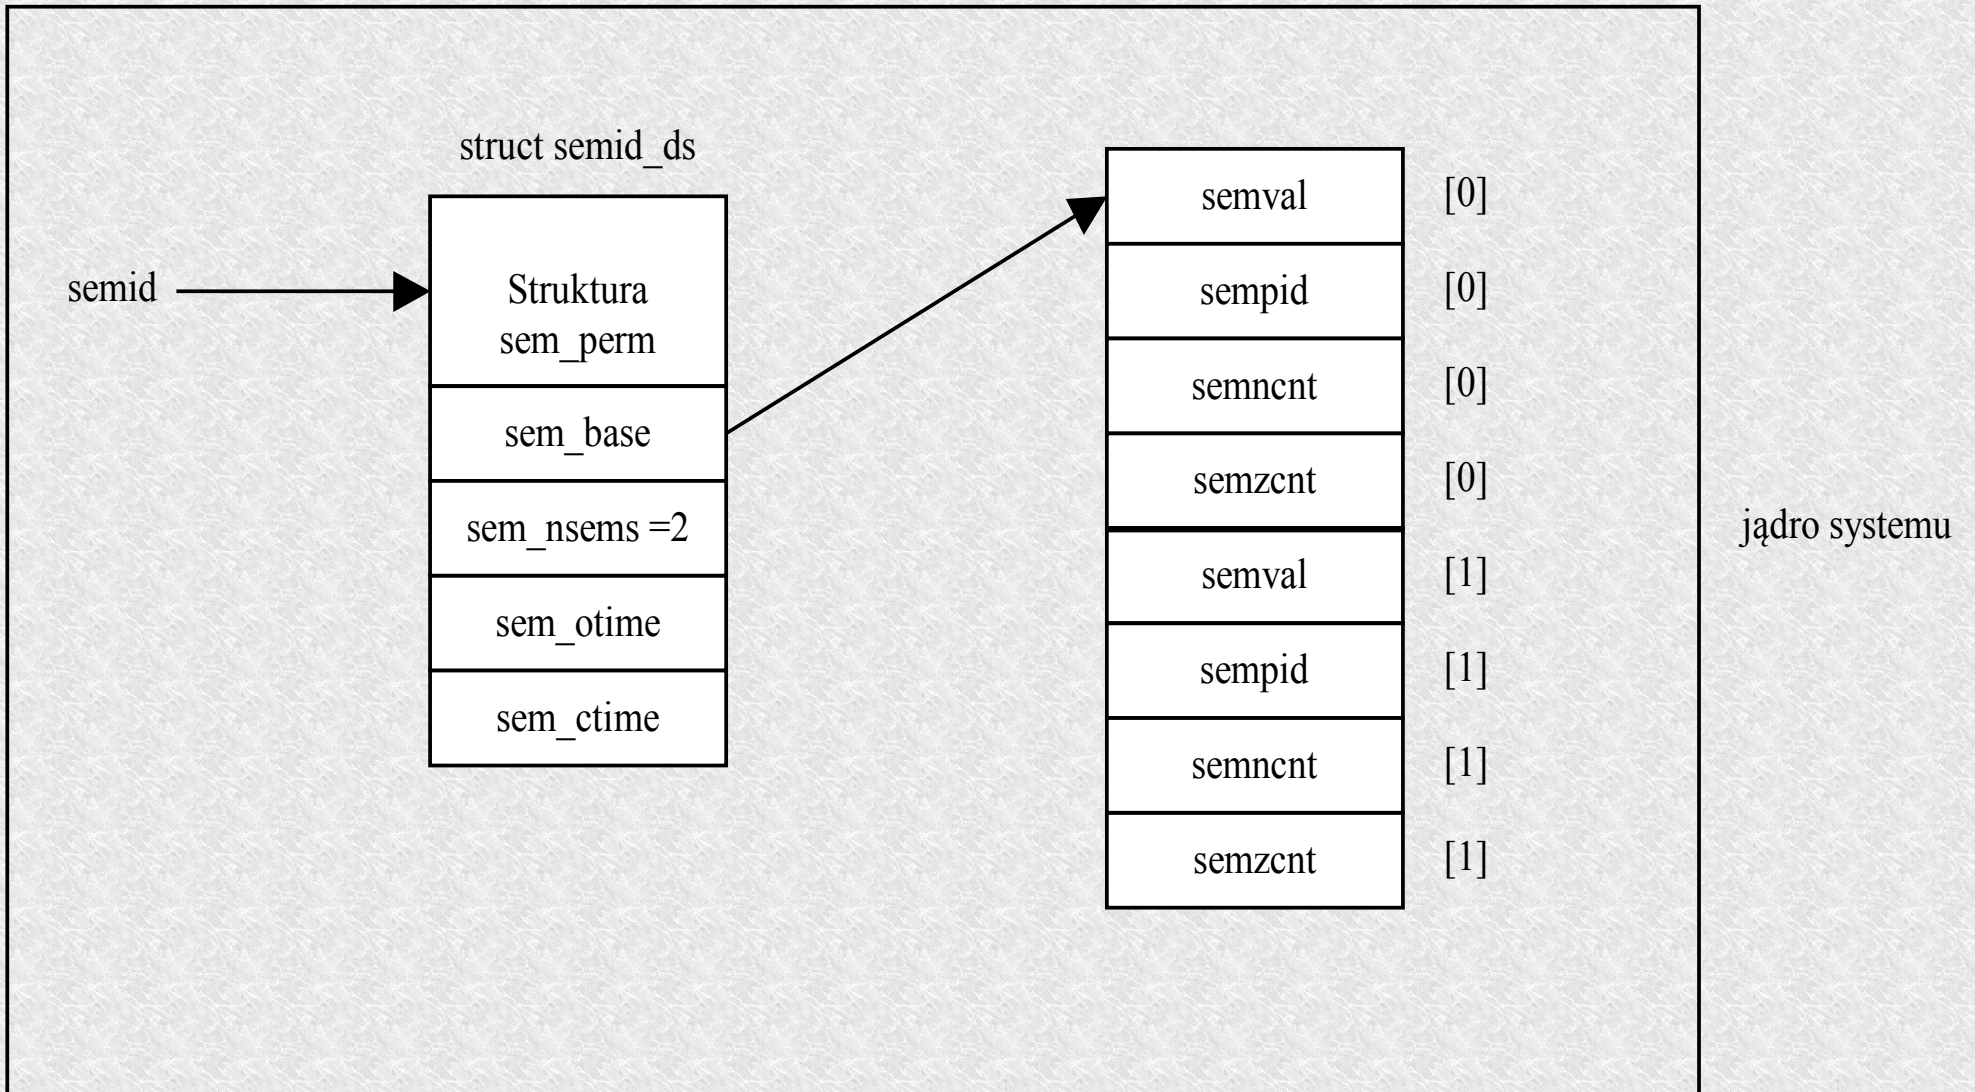 struct semid_ds
semid
Struktura
sem_perm
sem_base
sem_nsems =2
sem_otime
sem_ctime
semval [0]
sempid [0]
semncnt [0]
semzcnt [0]
semval [1]
sempid [1]
semncnt [1]
semzcnt [1]
jądro systemu